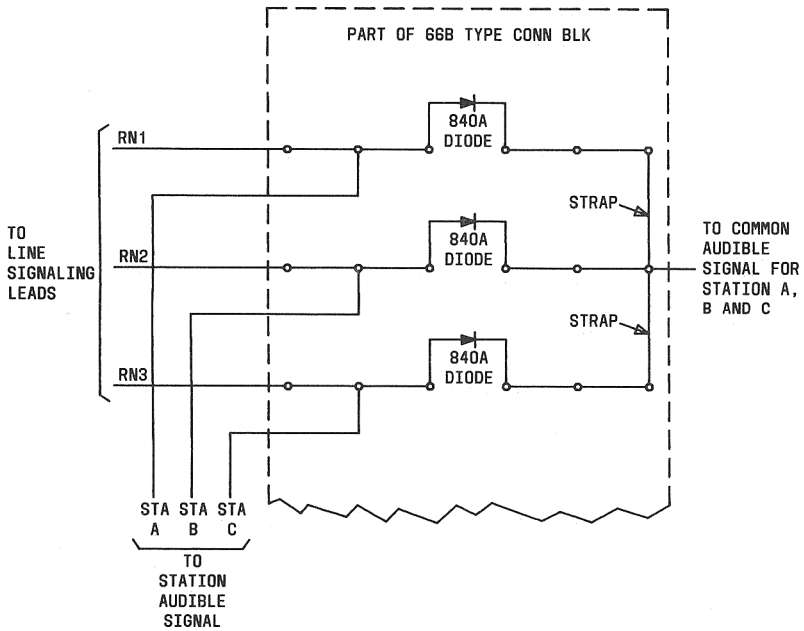 PART OF 66B TYPE CONN BLK
RN1
840A
DIODE
STRAP
TO
LINE
SIGNALING
LEADS
RN2
840A
DIODE
TO COMMON
AUDIBLE
SIGNAL FOR
STATION A,
B AND C
STRAP
RN3
840A
DIODE
STA STA STA
A B C
TO
STATION
AUDIBLE
SIGNAL